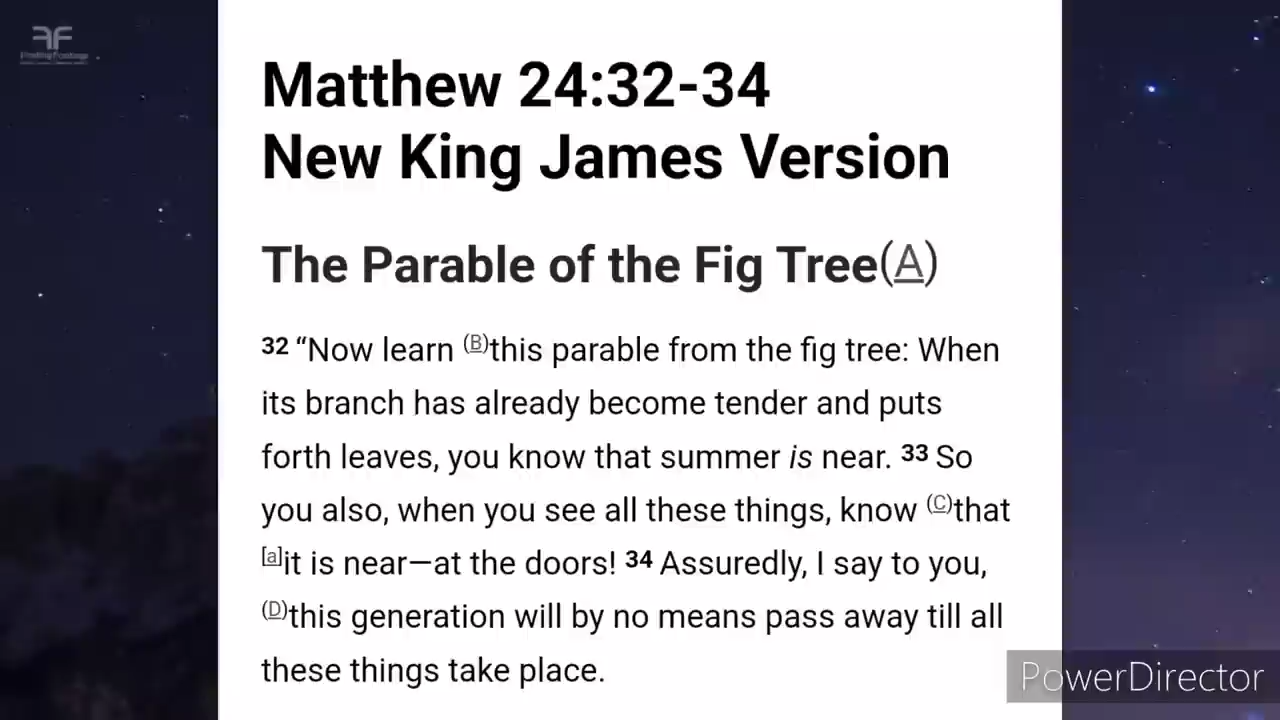 FF
Matthew 24:32-34
New King James Version
The Parable of the Fig Tree(A)
32 “Now learn (B)this parable from the fig tree: When
its branch has already become tender and puts
forth leaves, you know that summer is near. 33 So
you also, when you see all these things, know (C)that
[a]it is near—at the doors! 34 Assuredly, I say to you,
(D)this generation will by no means pass away till all
these things take place.
PowerDirector